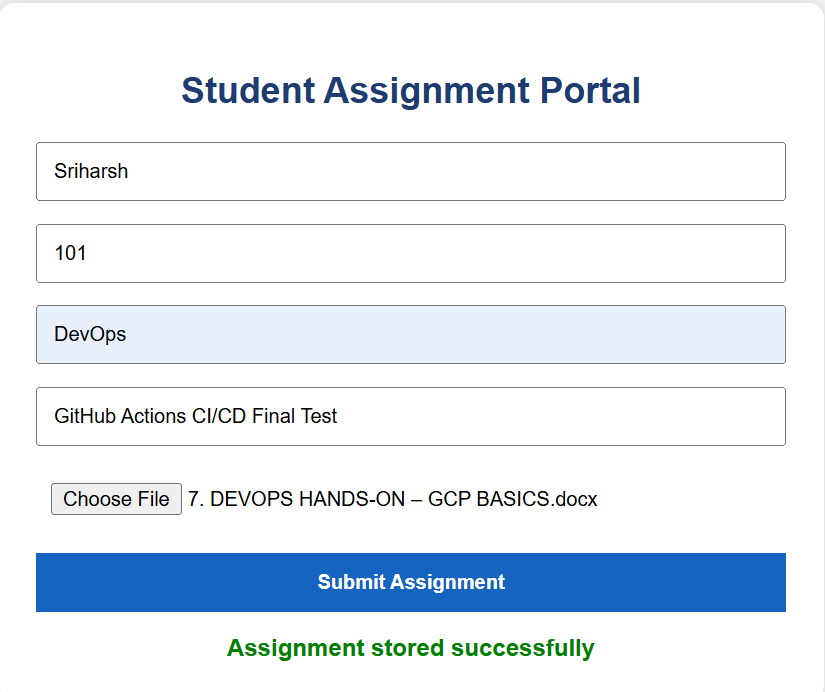 Student Assignment Portal
Sriharsh
101
DevOps
GitHub Actions CI/CD Final Test
Choose File 7. DEVOPS HANDS-ON – GCP BASICS.docx
Submit Assignment
Assignment stored successfully